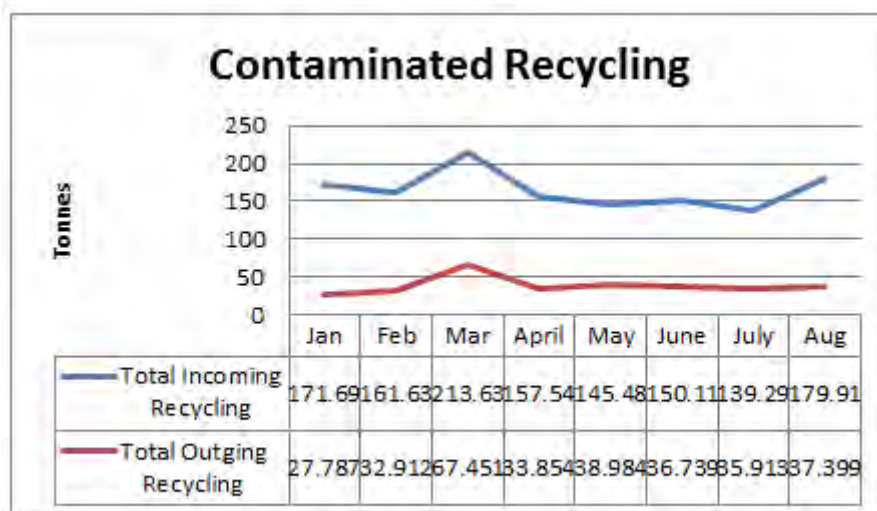 Contaminated Recycling
Tonnes
250
200
150
100
50
0
Jan Feb Mar April May June July Aug
Total Incoming Recycling 171.69 161.63 213.63 157.54 145.48 150.11 139.29 179.91
Total Outging Recycling 27.787 32.912 67.451 33.854 38.984 36.739 35.913 37.399